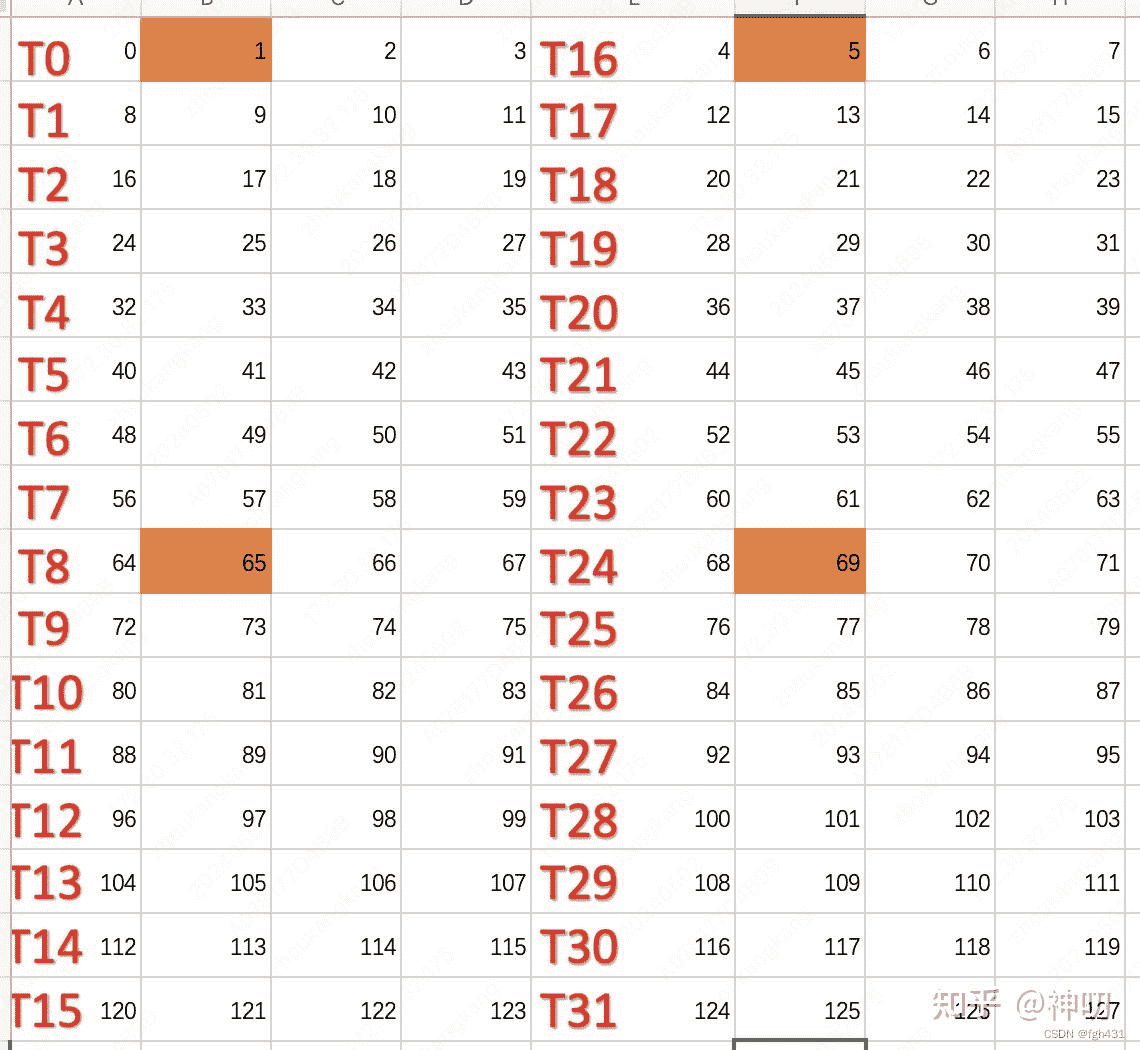 T0 0 1 2 3 T16 4 5 6 7
T1 8 9 10 11 T17 12 13 14 15
T2 16 17 18 19 T18 20 21 22 23
T3 24 25 26 27 T19 28 29 30 31
T4 32 33 34 35 T20 36 37 38 39
T5 40 41 42 43 T21 44 45 46 47
T6 48 49 50 51 T22 52 53 54 55
T7 56 57 58 59 T23 60 61 62 63
T8 64 65 66 67 T24 68 69 70 71
T9 72 73 74 75 T25 76 77 78 79
T10 80 81 82 83 T26 84 85 86 87
T11 88 89 90 91 T27 92 93 94 95
T12 96 97 98 99 T28 100 101 102 103
T13 104 105 106 107 T29 108 109 110 111
T14 112 113 114 115 T30 116 117 118 119
T15 120 121 122 123 T31 124 125 126 127
知乎
CSDN @fgh431